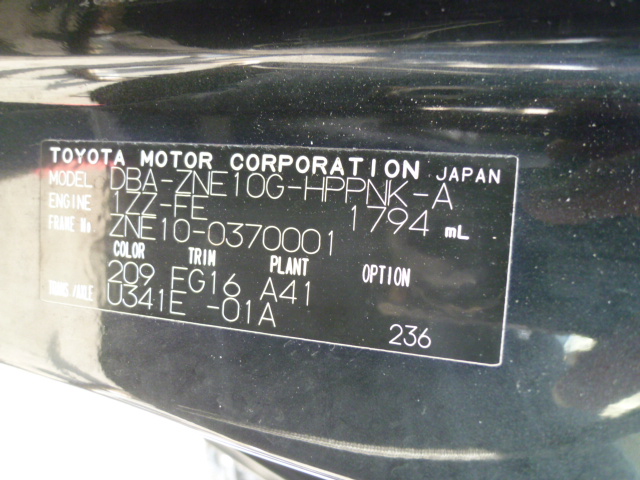 TOYOTA MOTOR CORPORATION JAPAN
MODEL DBA-ZNE10G-HPPNK-A
ENGINE 1ZZ-FE 1794 mL
FRAME No ZNE10-0370001
COLOR TRIM PLANT OPTION
209 FG16 A41
TRANS/AXLE U341E -01A
236